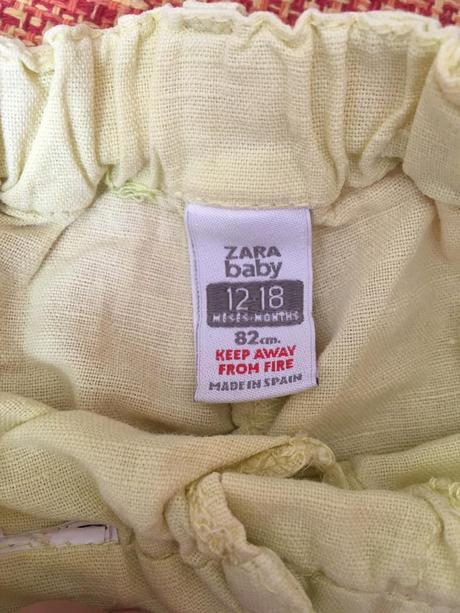 ZARA
baby
12-18
MESES-MONTHS
82cm.
KEEP AWAY
FROM FIRE
MADE IN SPAIN